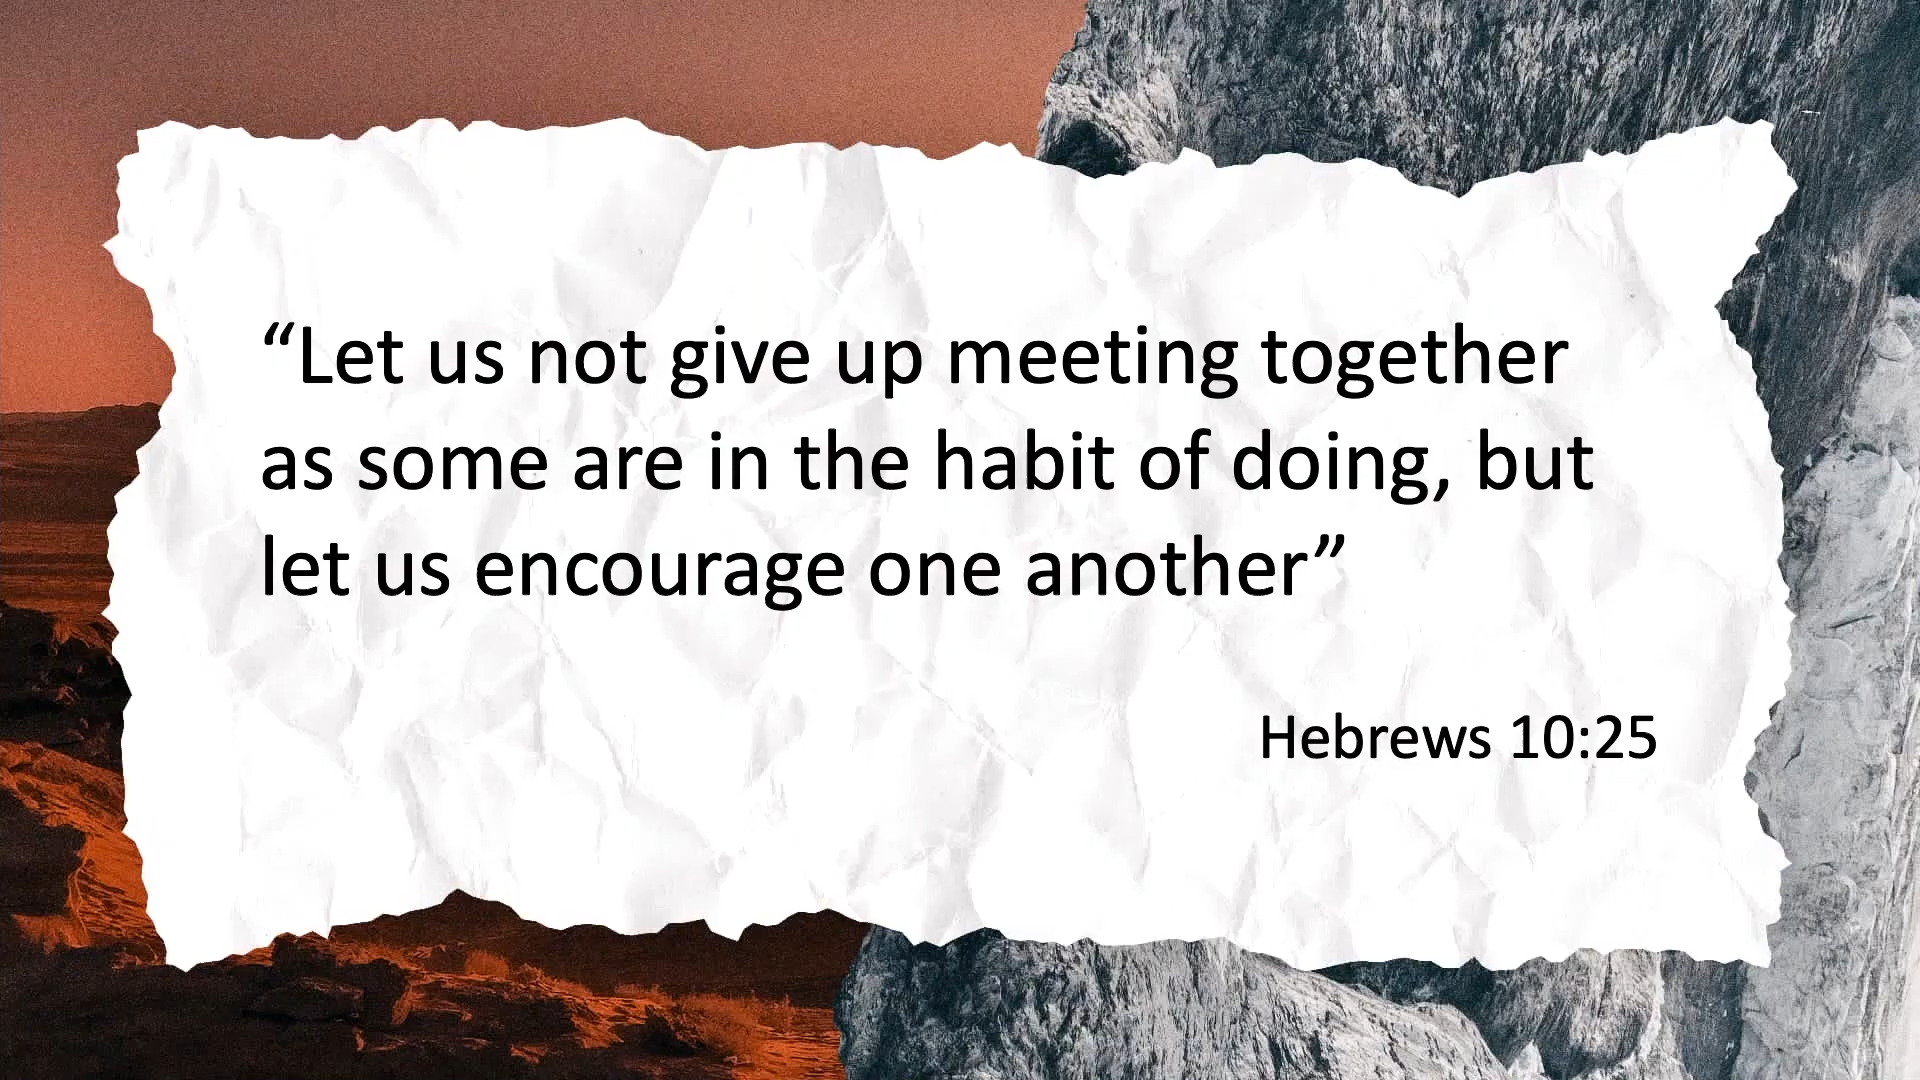 “Let us not give up meeting together
as some are in the habit of doing, but
let us encourage one another”
Hebrews 10:25